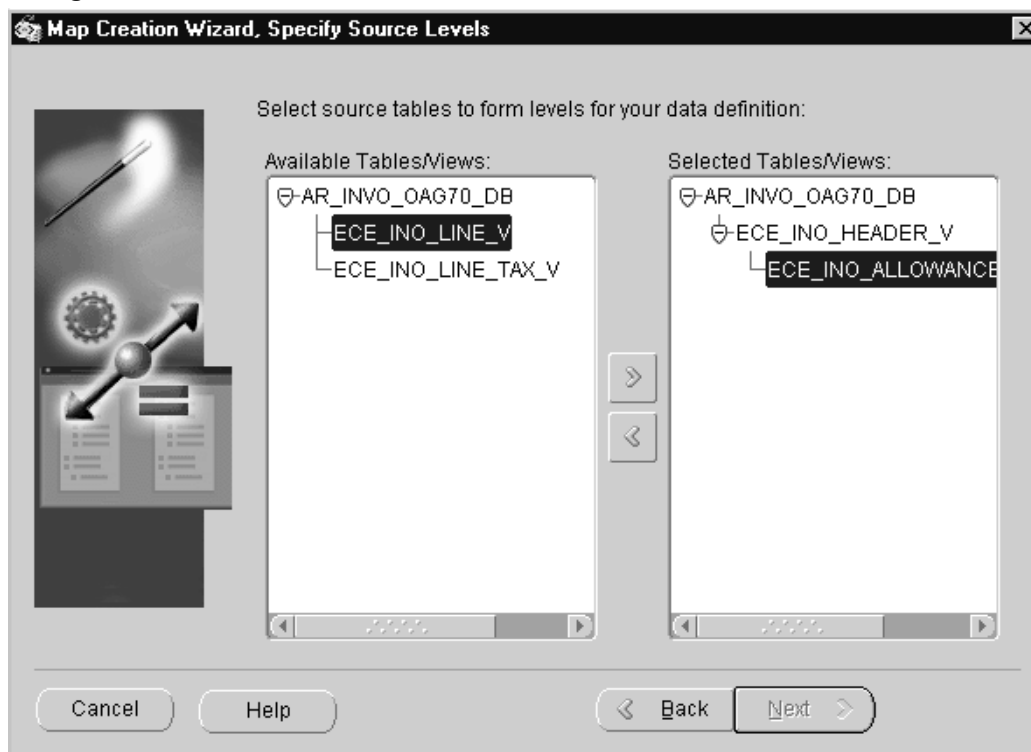 Map Creation Wizard, Specify Source Levels
Select source tables to form levels for your data definition:
Available Tables/Views:
AR_INVO_OAG70_DB
ECE_INO_LINE_V
ECE_INO_LINE_TAX_V
Selected Tables/Views:
AR_INVO_OAG70_DB
ECE_INO_HEADER_V
ECE_INO_ALLOWANCE
Cancel
Help
Back
Next